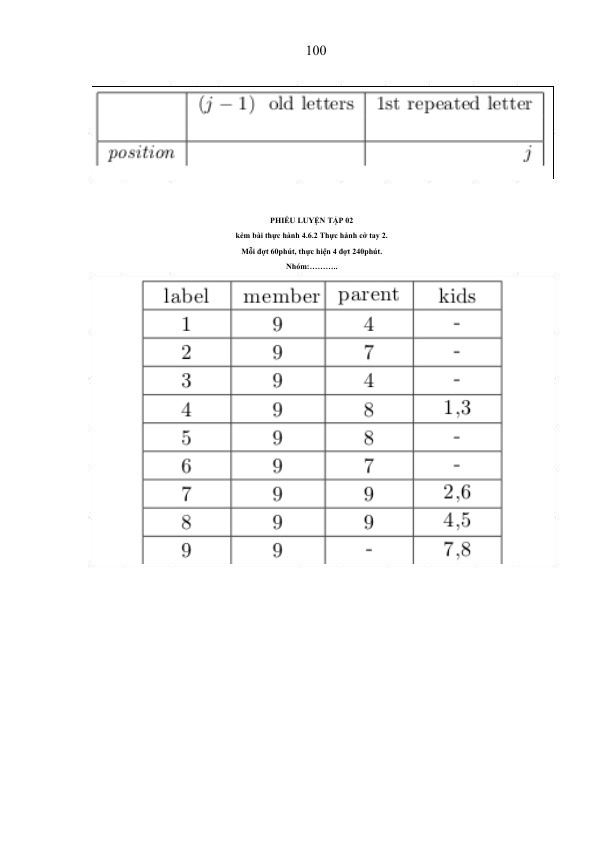 100
(j − 1) old letters 1st repeated letter
position j
PHIẾU LUYỆN TẬP 02
kèm bài thực hành 4.6.2 Thực hành cờ tay 2.
Mỗi đợt 60phút, thực hiện 4 đợt 240phút.
Nhóm:………..
label member parent kids
1 9 4 -
2 9 7 -
3 9 4 -
4 9 8 1,3
5 9 8 -
6 9 7 -
7 9 9 2,6
8 9 9 4,5
9 9 - 7,8